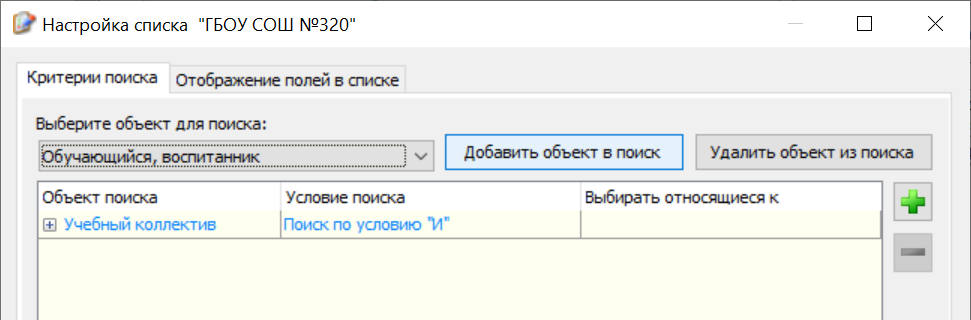 Настройка списка "ГБОУ СОШ №320"
Критерии поиска
Отображение полей в списке
Выберите объект для поиска:
Обучающийся, воспитанник
Добавить объект в поиск
Удалить объект из поиска
Объект поиска
Условие поиска
Выбирать относящиеся к
Учебный коллектив
Поиск по условию "И"